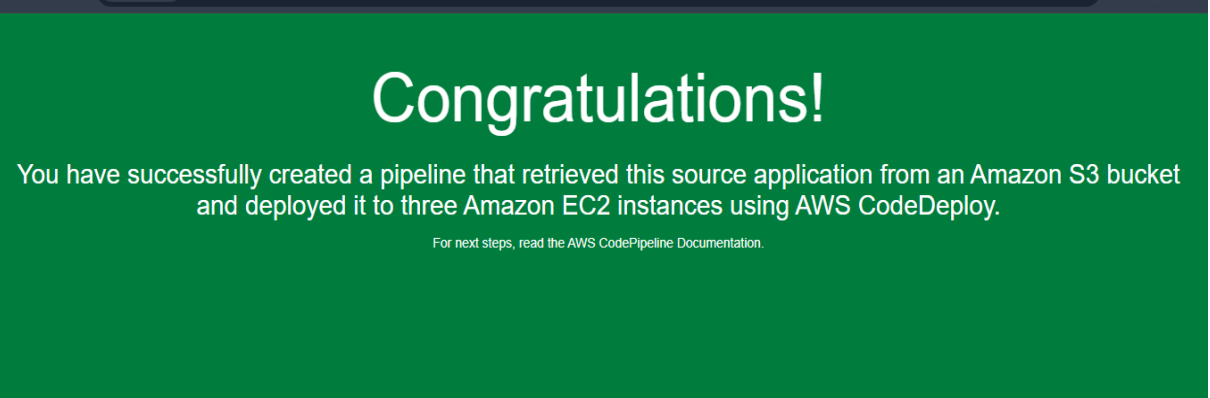 Congratulations!
You have successfully created a pipeline that retrieved this source application from an Amazon S3 bucket
and deployed it to three Amazon EC2 instances using AWS CodeDeploy.
For next steps, read the AWS CodePipeline Documentation.